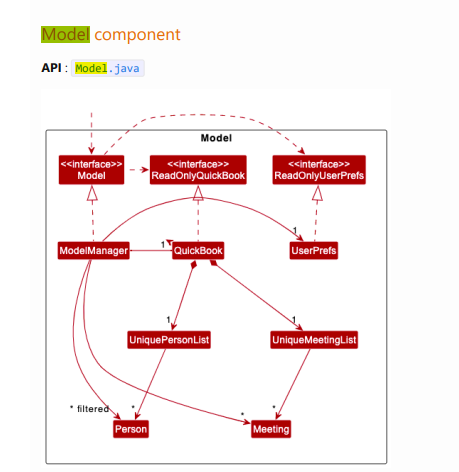 Model component
API : Model.java
Model
<<interface>>
Model
<<interface>>
ReadOnlyQuickBook
<<interface>>
ReadOnlyUserPrefs
1
ModelManager
1
QuickBook
UserPrefs
1
1
UniquePersonList
UniqueMeetingList
* filtered
*
*
*
Person
Meeting